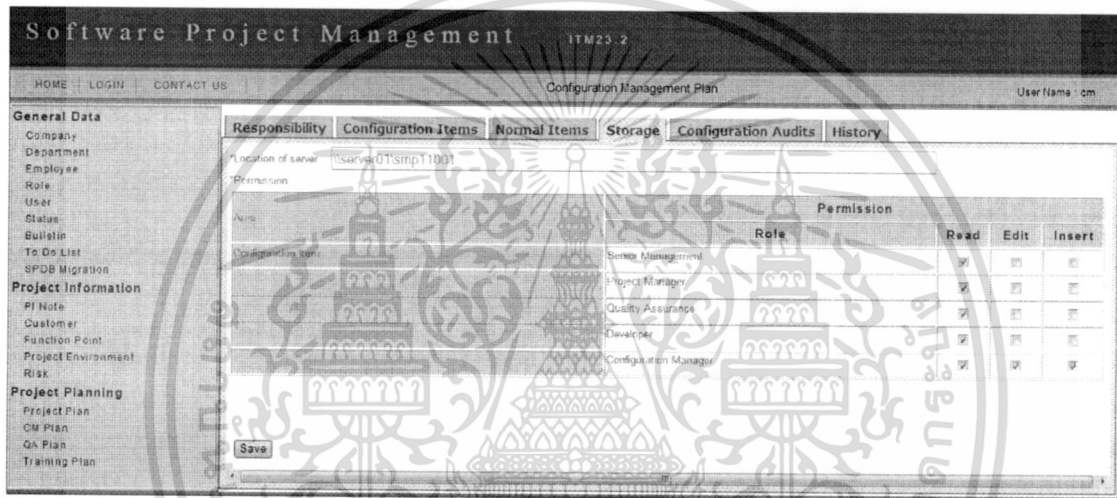 Software Project Management ITM23.2
HOME LOGIN CONTACT US Configuration Management Plan User Name : cm
General Data
Company
Department
Employee
Role
User
Status
Bulletin
To Do List
SPDB Migration
Project Information
PI Note
Customer
Function Point
Project Environment
Risk
Project Planning
Project Plan
CM Plan
QA Plan
Training Plan
Responsibility Configuration Items Normal Items Storage Configuration Audits History
*Location of server \\server01\smp11001
*Permission
Area Permission
Role Read Edit Insert
Configuration Item Senior Management
Project Manager
Quality Assurance
Developer
Configuration Manager
Save